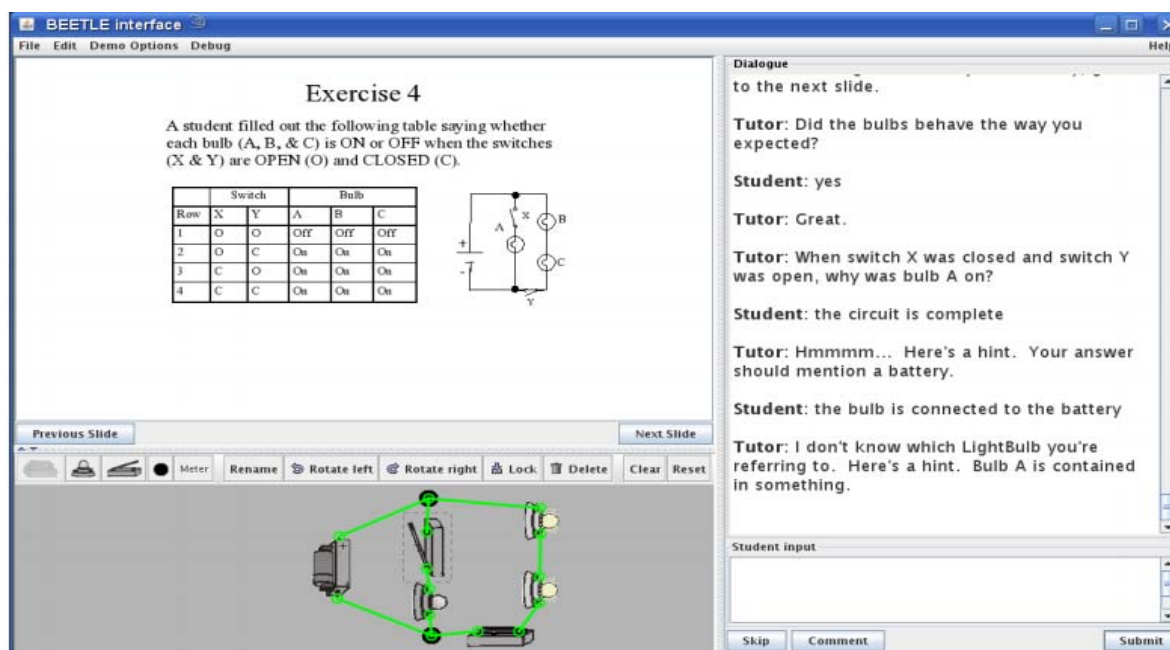 BEETLE interface
File Edit Demo Options Debug
Help
Exercise 4
A student filled out the following table saying whether
each bulb (A, B, & C) is ON or OFF when the switches
(X & Y) are OPEN (O) and CLOSED (C).
Switch Bulb
Row X Y A B C
1 O O Off Off Off
2 O C On On On
3 C O On On On
4 C C On On On
X
B
A
+
C
-
Y
Previous Slide
Next Slide
Meter Rename Rotate left Rotate right Lock Delete Clear Reset
+
Dialogue
to the next slide.
Tutor: Did the bulbs behave the way you
expected?
Student: yes
Tutor: Great.
Tutor: When switch X was closed and switch Y
was open, why was bulb A on?
Student: the circuit is complete
Tutor: Hmmmm... Here's a hint. Your answer
should mention a battery.
Student: the bulb is connected to the battery
Tutor: I don't know which LightBulb you're
referring to. Here's a hint. Bulb A is contained
in something.
Student input
Skip Comment Submit